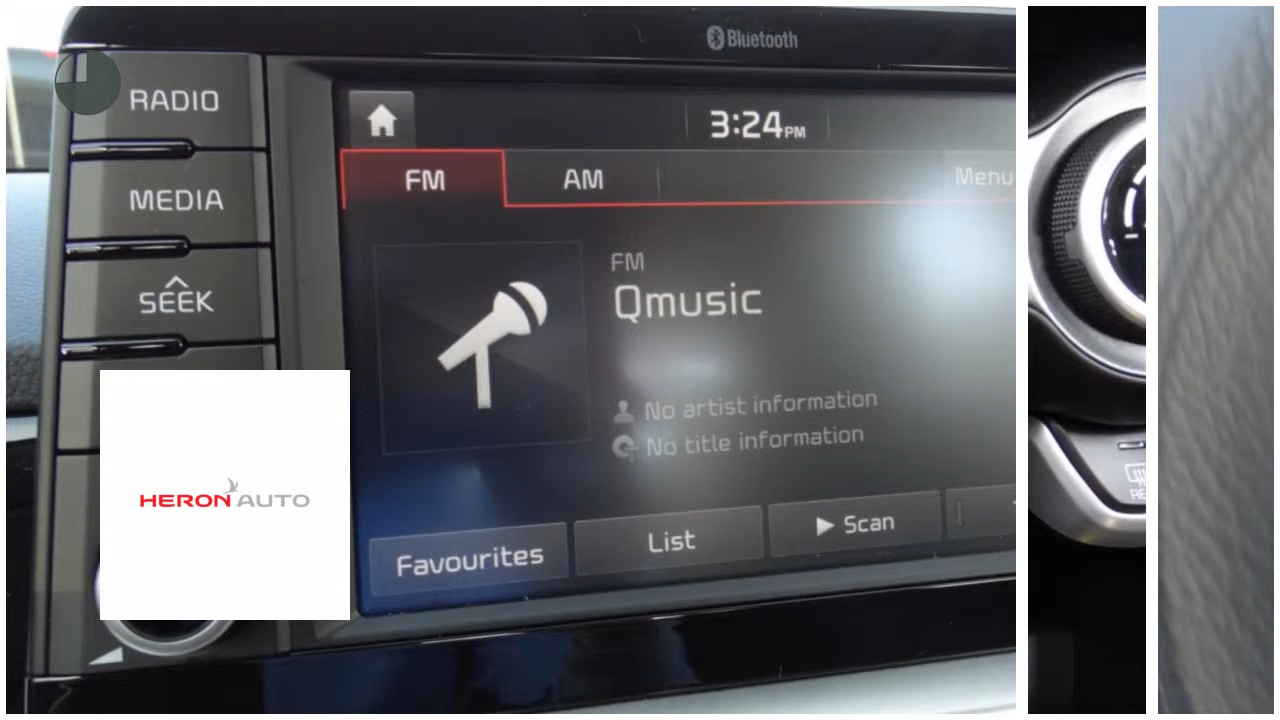 Bluetooth
RADIO
MEDIA
SEEK
3:24PM
FM
AM
Menu
FM
Qmusic
No artist information
No title information
Favourites
List
Scan
HERON AUTO